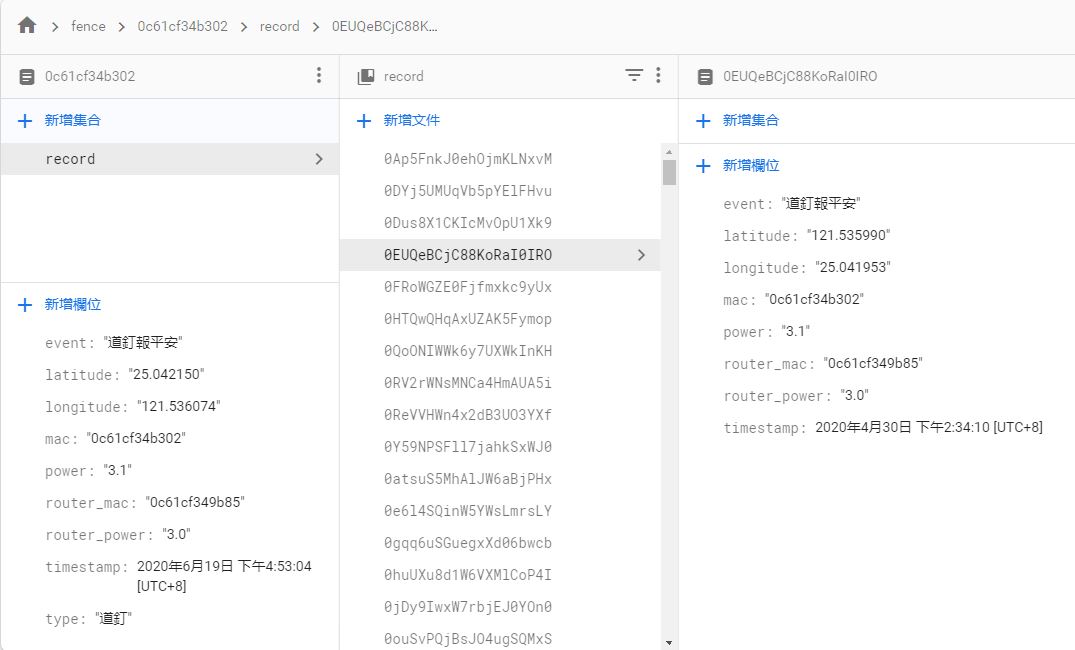 fence
0c61cf34b302
record
0EUQeBCjC88K...
0c61cf34b302
新增集合
record
新增欄位
event: "道釘報平安"
latitude: "25.042150"
longitude: "121.536074"
mac: "0c61cf34b302"
power: "3.1"
router_mac: "0c61cf349b85"
router_power: "3.0"
timestamp: 2020年6月19日 下午4:53:04
[UTC+8]
type: "道釘"
record
新增文件
0Ap5FnkJ0ehOjmKLNxvM
0DYj5UMUqVb5pYElFHvu
0Dus8X1CKIcMvOpU1Xk9
0EUQeBCjC88KoRaI0IRO
0FRoWGZE0Fjfmxkc9yUx
0HTQwQHqAxUZAK5Fymop
0QoONIWWk6y7UXWkInKH
0RV2rWNsMNCa4HmAUA5i
0ReVVHWn4x2dB3UO3YXf
0Y59NPSFll7jahkSxWJ0
0atsuS5MhAlJW6aBjPHx
0e6l4SQinW5YWsLmrsLY
0gqq6uSGuegxXd06bwcb
0huUXu8d1W6VXMlCoP4I
0jDy9IwxW7rbjEJ0YOn0
0ouSvPQjBsJO4ugSQMxS
0EUQeBCjC88KoRaI0IRO
新增集合
新增欄位
event: "道釘報平安"
latitude: "121.535990"
longitude: "25.041953"
mac: "0c61cf34b302"
power: "3.1"
router_mac: "0c61cf349b85"
router_power: "3.0"
timestamp: 2020年4月30日 下午2:34:10 [UTC+8]